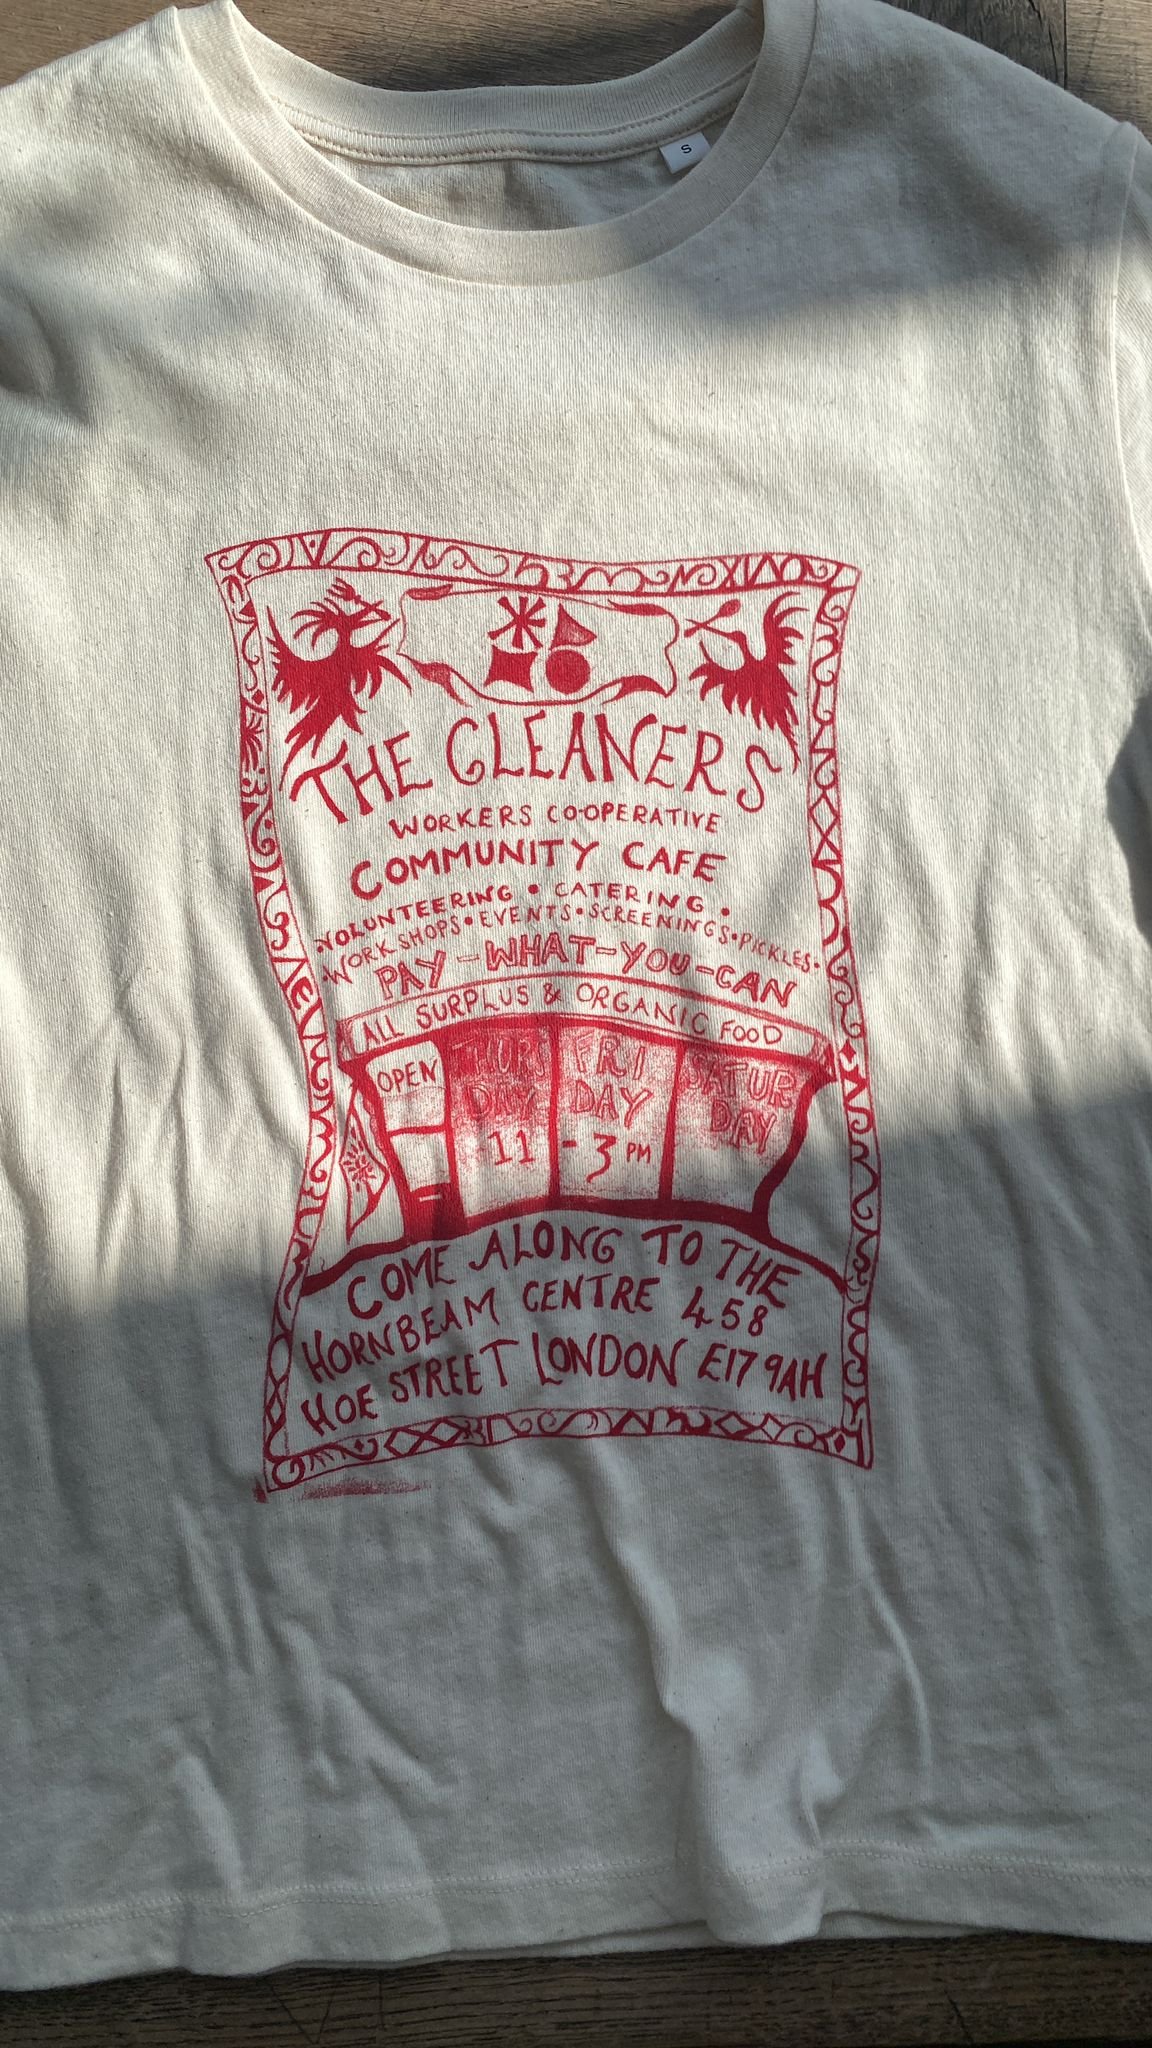 S
THE GLEANERS
WORKERS CO-OPERATIVE
COMMUNITY CAFE
VOLUNTEERING • CATERING •
•WORKSHOPS•EVENTS•SCREENINGS•PICKLES•
PAY-WHAT-YOU-CAN
ALL SURPLUS & ORGANIC FOOD
OPEN THURS FRI SATUR
DAY DAY DAY
11 - 3 PM
COME ALONG TO THE
HORNBEAM CENTRE 458
HOE STREET LONDON E17 9AH